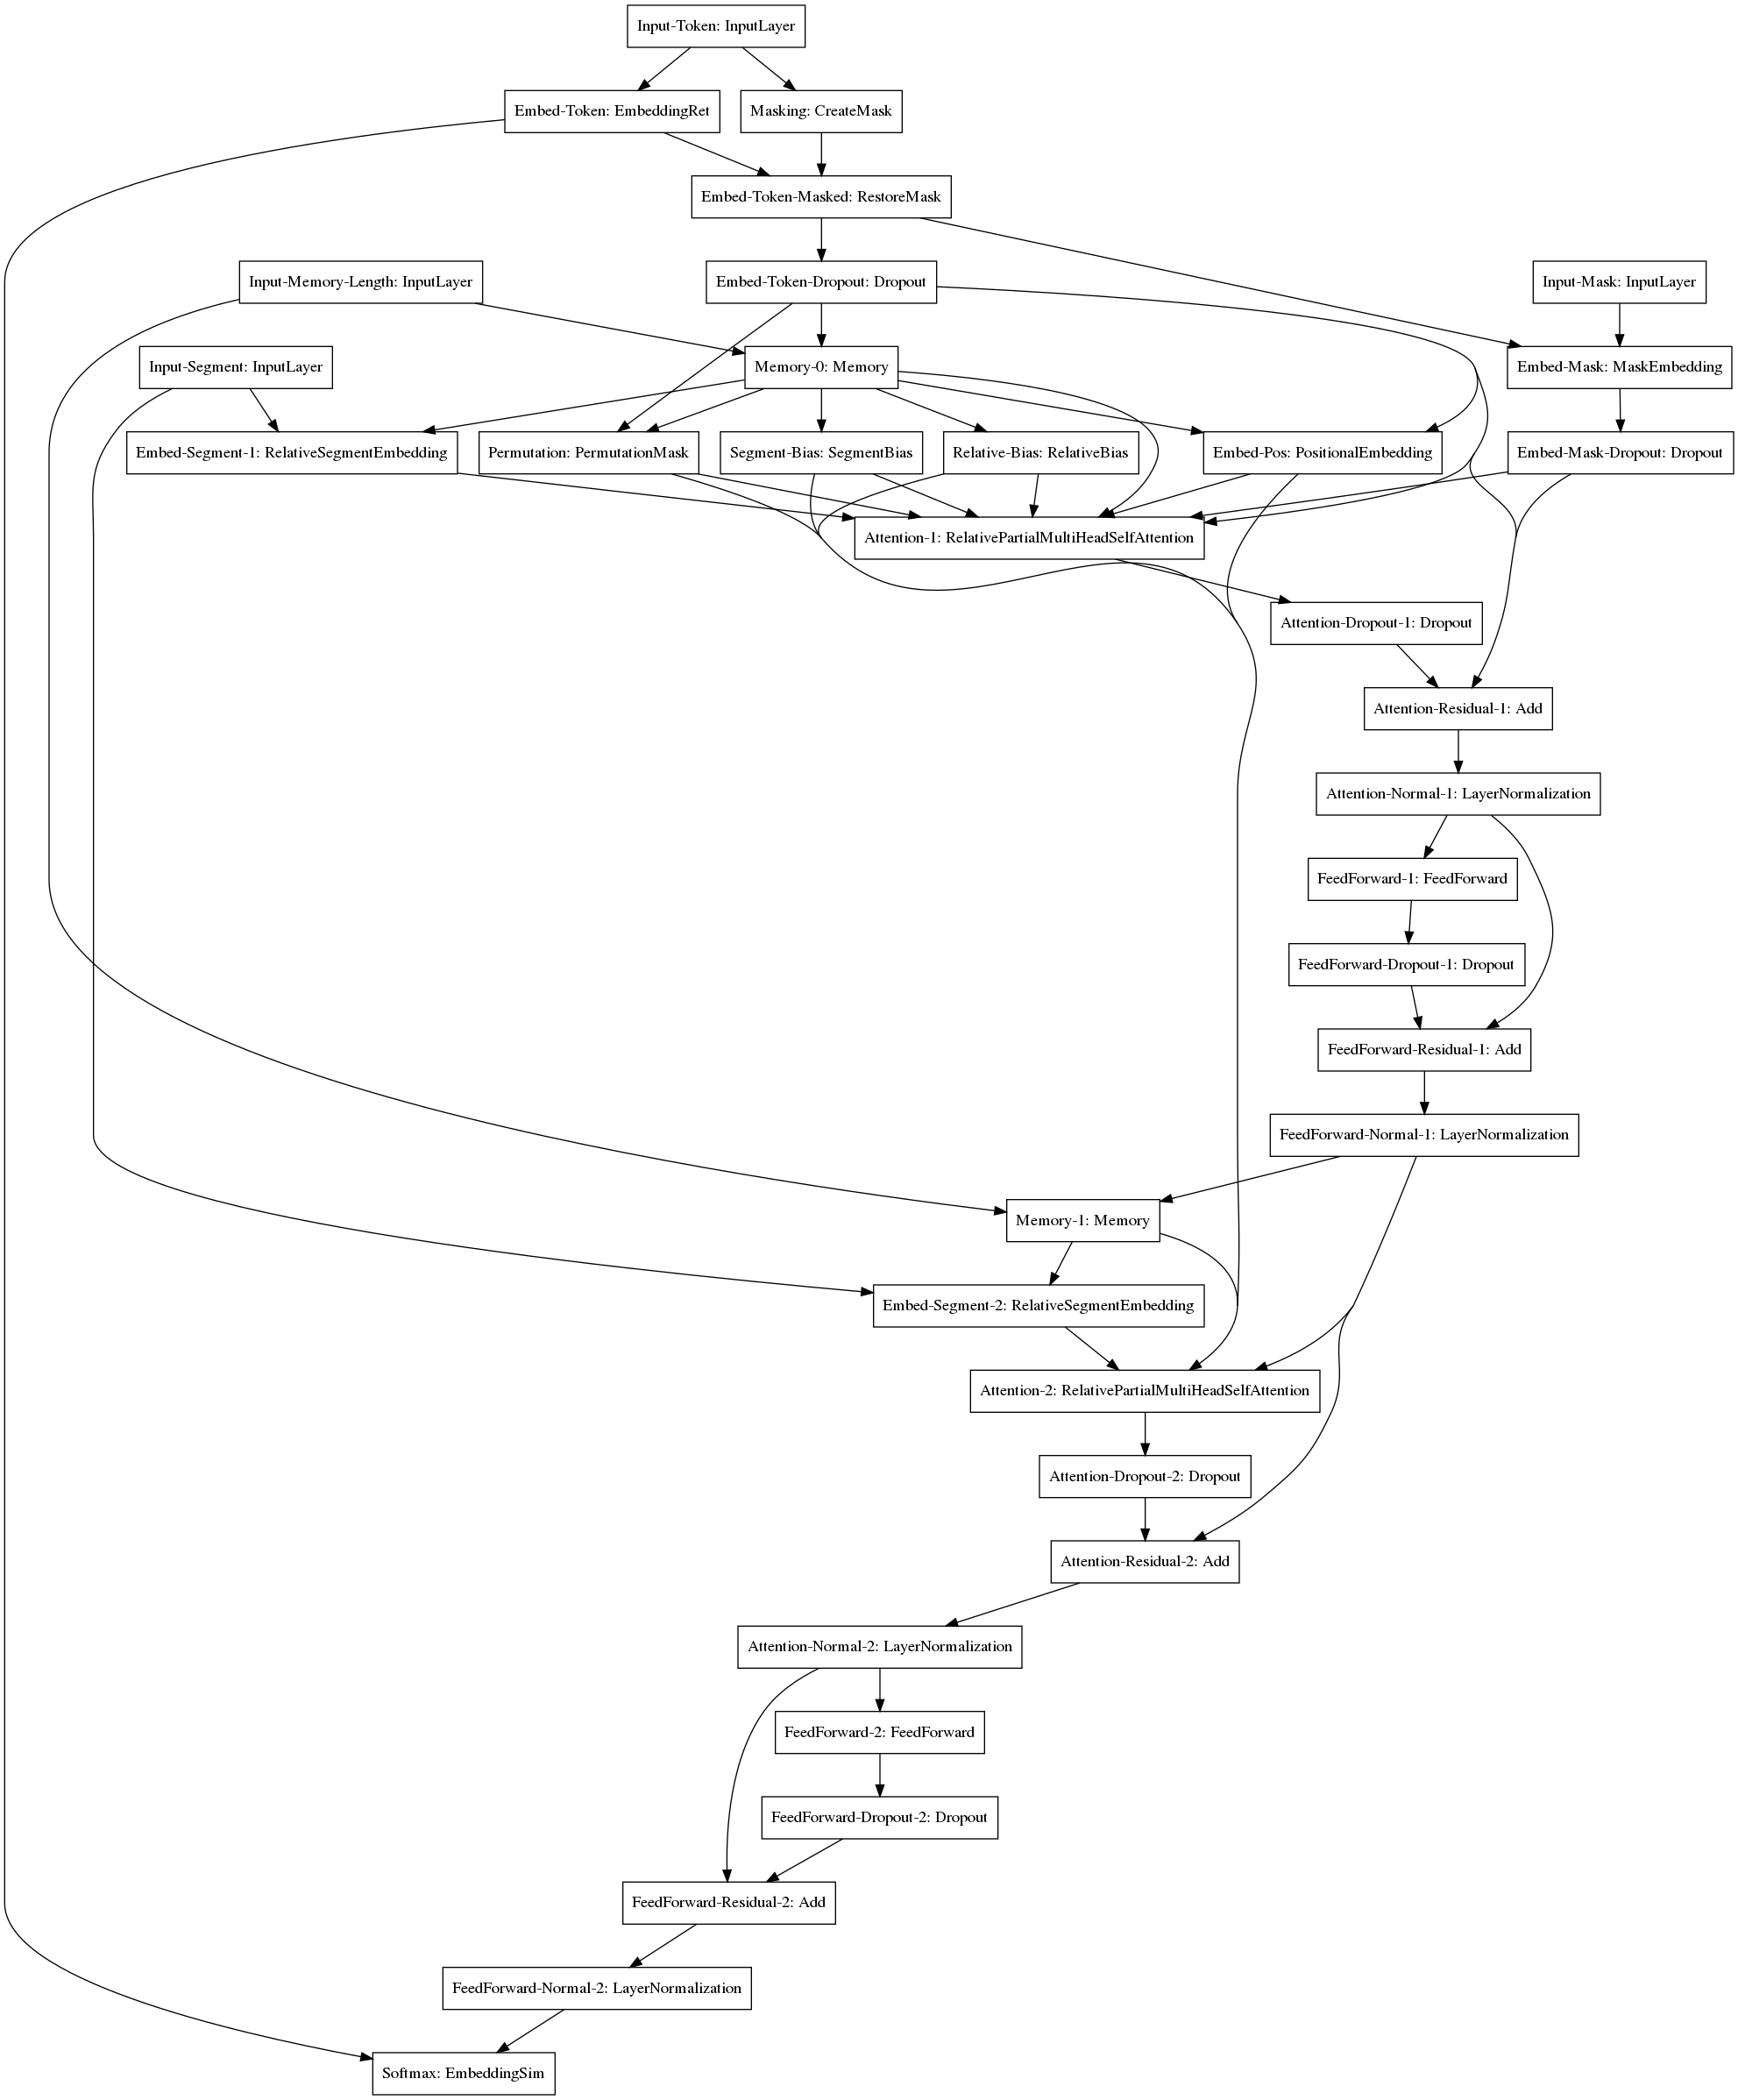 Input-Token: InputLayer
Embed-Token: EmbeddingRet
Masking: CreateMask
Embed-Token-Masked: RestoreMask
Input-Memory-Length: InputLayer
Embed-Token-Dropout: Dropout
Input-Mask: InputLayer
Input-Segment: InputLayer
Memory-0: Memory
Embed-Mask: MaskEmbedding
Embed-Segment-1: RelativeSegmentEmbedding
Permutation: PermutationMask
Segment-Bias: SegmentBias
Relative-Bias: RelativeBias
Embed-Pos: PositionalEmbedding
Embed-Mask-Dropout: Dropout
Attention-1: RelativePartialMultiHeadSelfAttention
Attention-Dropout-1: Dropout
Attention-Residual-1: Add
Attention-Normal-1: LayerNormalization
FeedForward-1: FeedForward
FeedForward-Dropout-1: Dropout
FeedForward-Residual-1: Add
FeedForward-Normal-1: LayerNormalization
Memory-1: Memory
Embed-Segment-2: RelativeSegmentEmbedding
Attention-2: RelativePartialMultiHeadSelfAttention
Attention-Dropout-2: Dropout
Attention-Residual-2: Add
Attention-Normal-2: LayerNormalization
FeedForward-2: FeedForward
FeedForward-Dropout-2: Dropout
FeedForward-Residual-2: Add
FeedForward-Normal-2: LayerNormalization
Softmax: EmbeddingSim